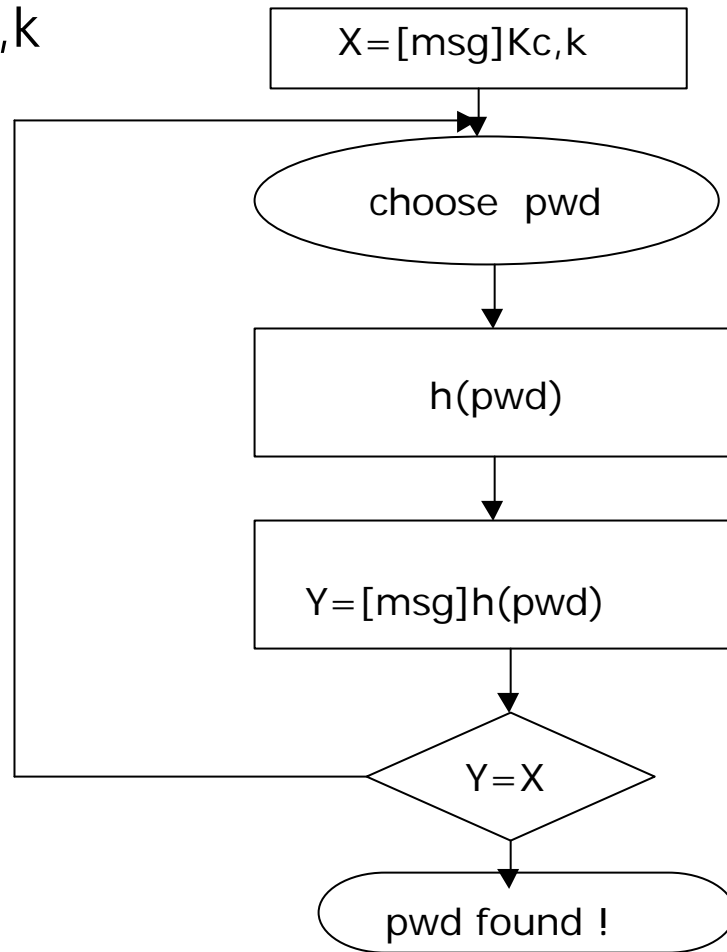 ,k
X=[msg]Kc,k
choose pwd
h(pwd)
Y=[msg]h(pwd)
Y=X
pwd found !